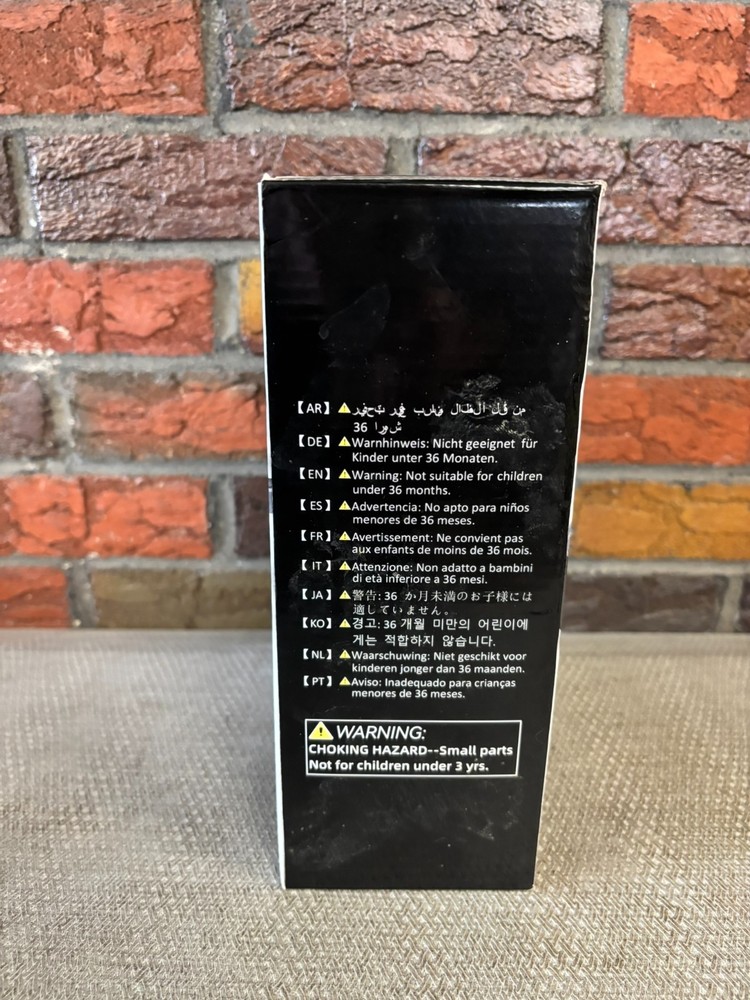 【AR】 ⚠
36
【DE】 ⚠Warnhinweis: Nicht geeignet für
Kinder unter 36 Monaten.
【EN】 ⚠Warning: Not suitable for children
under 36 months.
【ES】 ⚠Advertencia: No apto para niños
menores de 36 meses.
【FR】 ⚠Avertissement: Ne convient pas
aux enfants de moins de 36 mois.
【IT】 ⚠Attenzione: Non adatto a bambini
di età inferiore a 36 mesi.
【JA】 ⚠警告: 36 か月未満のお子様には
適していません。
【KO】 ⚠경고: 36 개월 미만의 어린이에
게는 적합하지 않습니다.
【NL】 ⚠Waarschuwing: Niet geschikt voor
kinderen jonger dan 36 maanden.
【PT】 ⚠Aviso: Inadequado para crianças
menores de 36 meses.
⚠WARNING:
CHOKING HAZARD--Small parts
Not for children under 3 yrs.